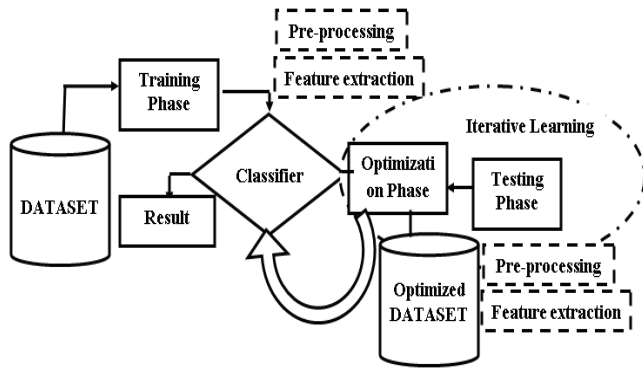 Pre-processing
Feature extraction
Training
Phase
Iterative Learning
Classifier
Optimizati
on Phase
Testing
Phase
DATASET
Result
Pre-processing
Feature extraction
Optimized
DATASET